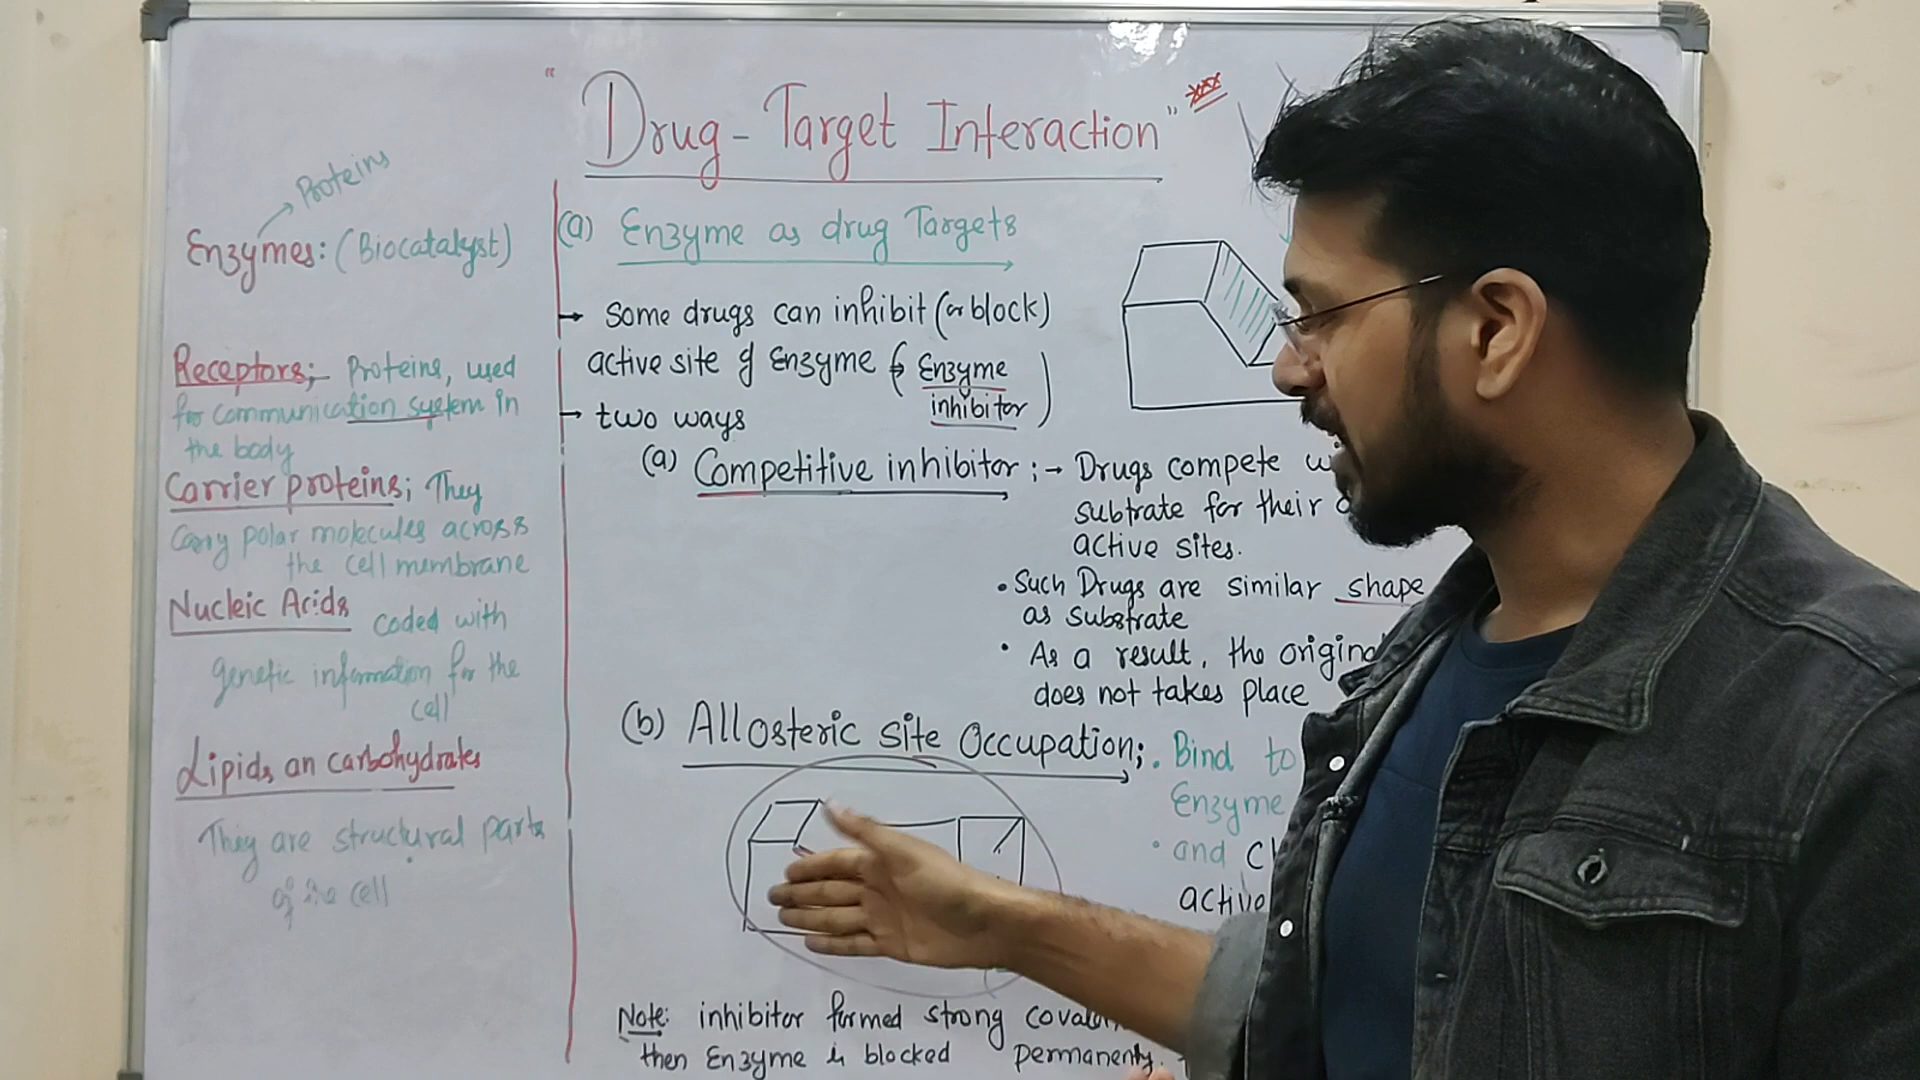 "Drug-Target Interaction"
Proteins
Enzymes: (Biocatalyst)
Receptors;- Proteins, used
for communication system in
the body
Carrier proteins; They
Carry polar molecules across
the cell membrane
Nucleic Acids coded with
genetic information for the
cell
Lipids an carbohydrates
They are structural parts
of cell
(a) Enzyme as drug Targets
→ some drugs can inhibit (or block)
active site of Enzyme (→ Enzyme
inhibitor)
→ two ways
(a) Competitive inhibitor :→ Drugs compete
subtrate for their
active sites.
• Such Drugs are similar shape
as substrate
• As a result, the
does not takes place
(b) Allosteric site Occupation; . Bind to
Enzyme
• and
Note: inhibitor formed strong
then Enzyme is blocked permanenty.